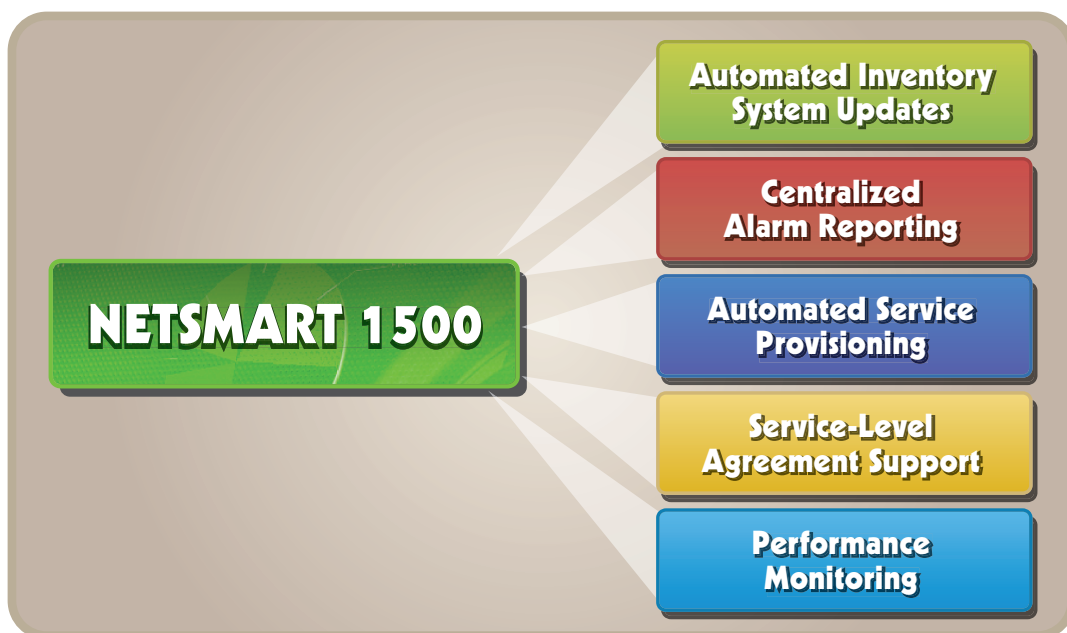 NETSMART 1500
Automated Inventory
System Updates
Centralized
Alarm Reporting
Automated Service
Provisioning
Service-Level
Agreement Support
Performance
Monitoring